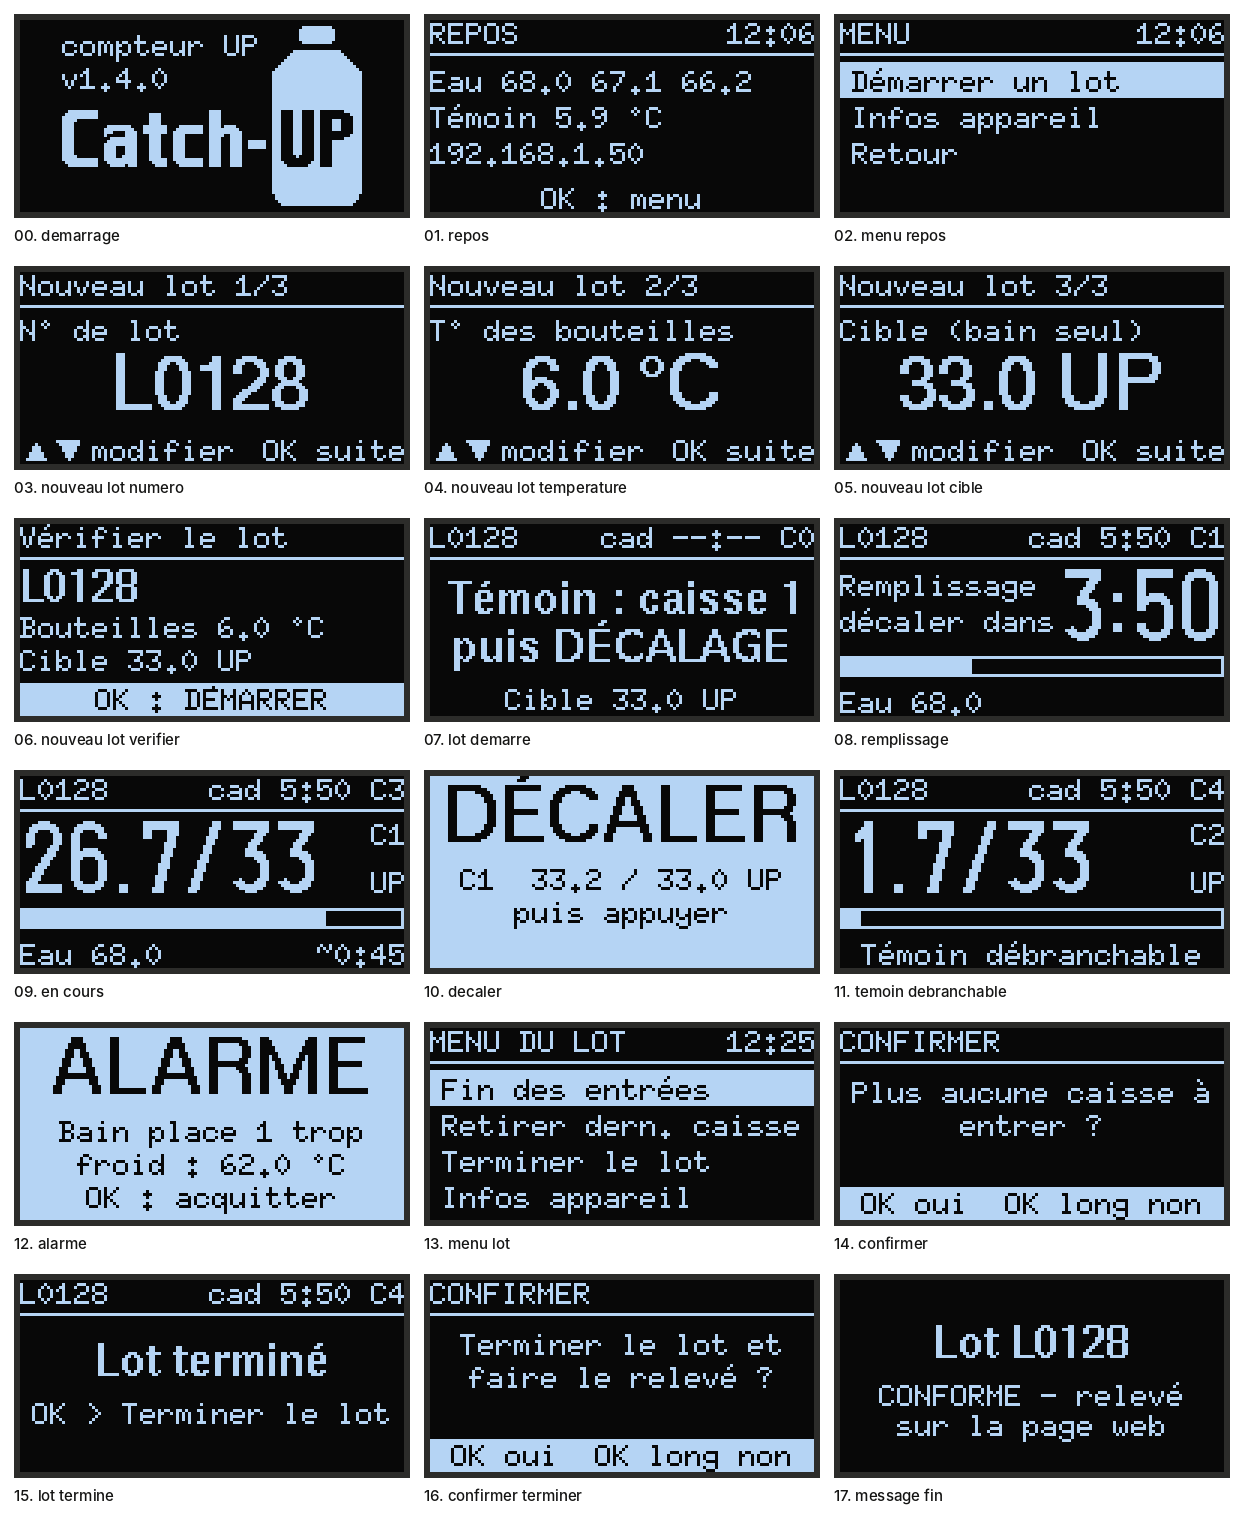 compteur UP
v1.4.0
Catch-UP
00. demarrage
REPOS 12:06
Eau 68.0 67.1 66.2
Témoin 5.9 °C
192.168.1.50
OK : menu
01. repos
MENU 12:06
Démarrer un lot
Infos appareil
Retour
02. menu repos
Nouveau lot 1/3
N° de lot
L0128
▲▼ modifier OK suite
03. nouveau lot numero
Nouveau lot 2/3
T° des bouteilles
6.0 °C
▲▼ modifier OK suite
04. nouveau lot temperature
Nouveau lot 3/3
Cible (bain seul)
33.0 UP
▲▼ modifier OK suite
05. nouveau lot cible
Vérifier le lot
L0128
Bouteilles 6.0 °C
Cible 33.0 UP
OK : DÉMARRER
06. nouveau lot verifier
L0128 cad --:-- C0
Témoin : caisse 1
puis DÉCALAGE
Cible 33.0 UP
07. lot demarre
L0128 cad 5:50 C1
Remplissage
décaler dans 3:50
Eau 68.0
08. remplissage
L0128 cad 5:50 C3
26.7/33 C1
UP
Eau 68.0 ~0:45
09. en cours
DÉCALER
C1 33.2 / 33.0 UP
puis appuyer
10. decaler
L0128 cad 5:50 C4
1.7/33 C2
UP
Témoin débranchable
11. temoin debranchable
ALARME
Bain place 1 trop
froid : 62.0 °C
OK : acquitter
12. alarme
MENU DU LOT 12:25
Fin des entrées
Retirer dern. caisse
Terminer le lot
Infos appareil
13. menu lot
CONFIRMER
Plus aucune caisse à
entrer ?
OK oui OK long non
14. confirmer
L0128 cad 5:50 C4
Lot terminé
OK > Terminer le lot
15. lot termine
CONFIRMER
Terminer le lot et
faire le relevé ?
OK oui OK long non
16. confirmer terminer
Lot L0128
CONFORME - relevé
sur la page web
17. message fin